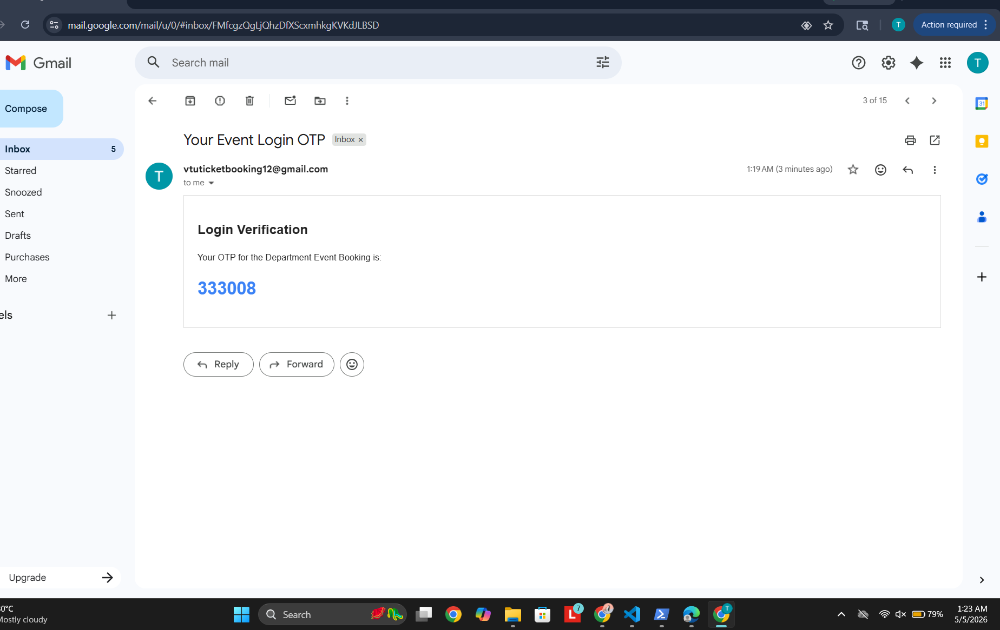 mail.google.com/mail/u/0/#inbox/FMfcgzQgLjQhzDfXScxmhkgKVKdJLBSD
T
Action required
Gmail
Search mail
T
Compose
3 of 15
31
Your Event Login OTP
Inbox ×
Inbox 5
Starred
Snoozed
Sent
Drafts
Purchases
More
els
T
vtuticketbooking12@gmail.com
1:19 AM (3 minutes ago)
to me
Login Verification
Your OTP for the Department Event Booking is:
333008
Reply
Forward
Upgrade
0°C
Mostly cloudy
Search
L
7
T
79%
1:23 AM
5/5/2026